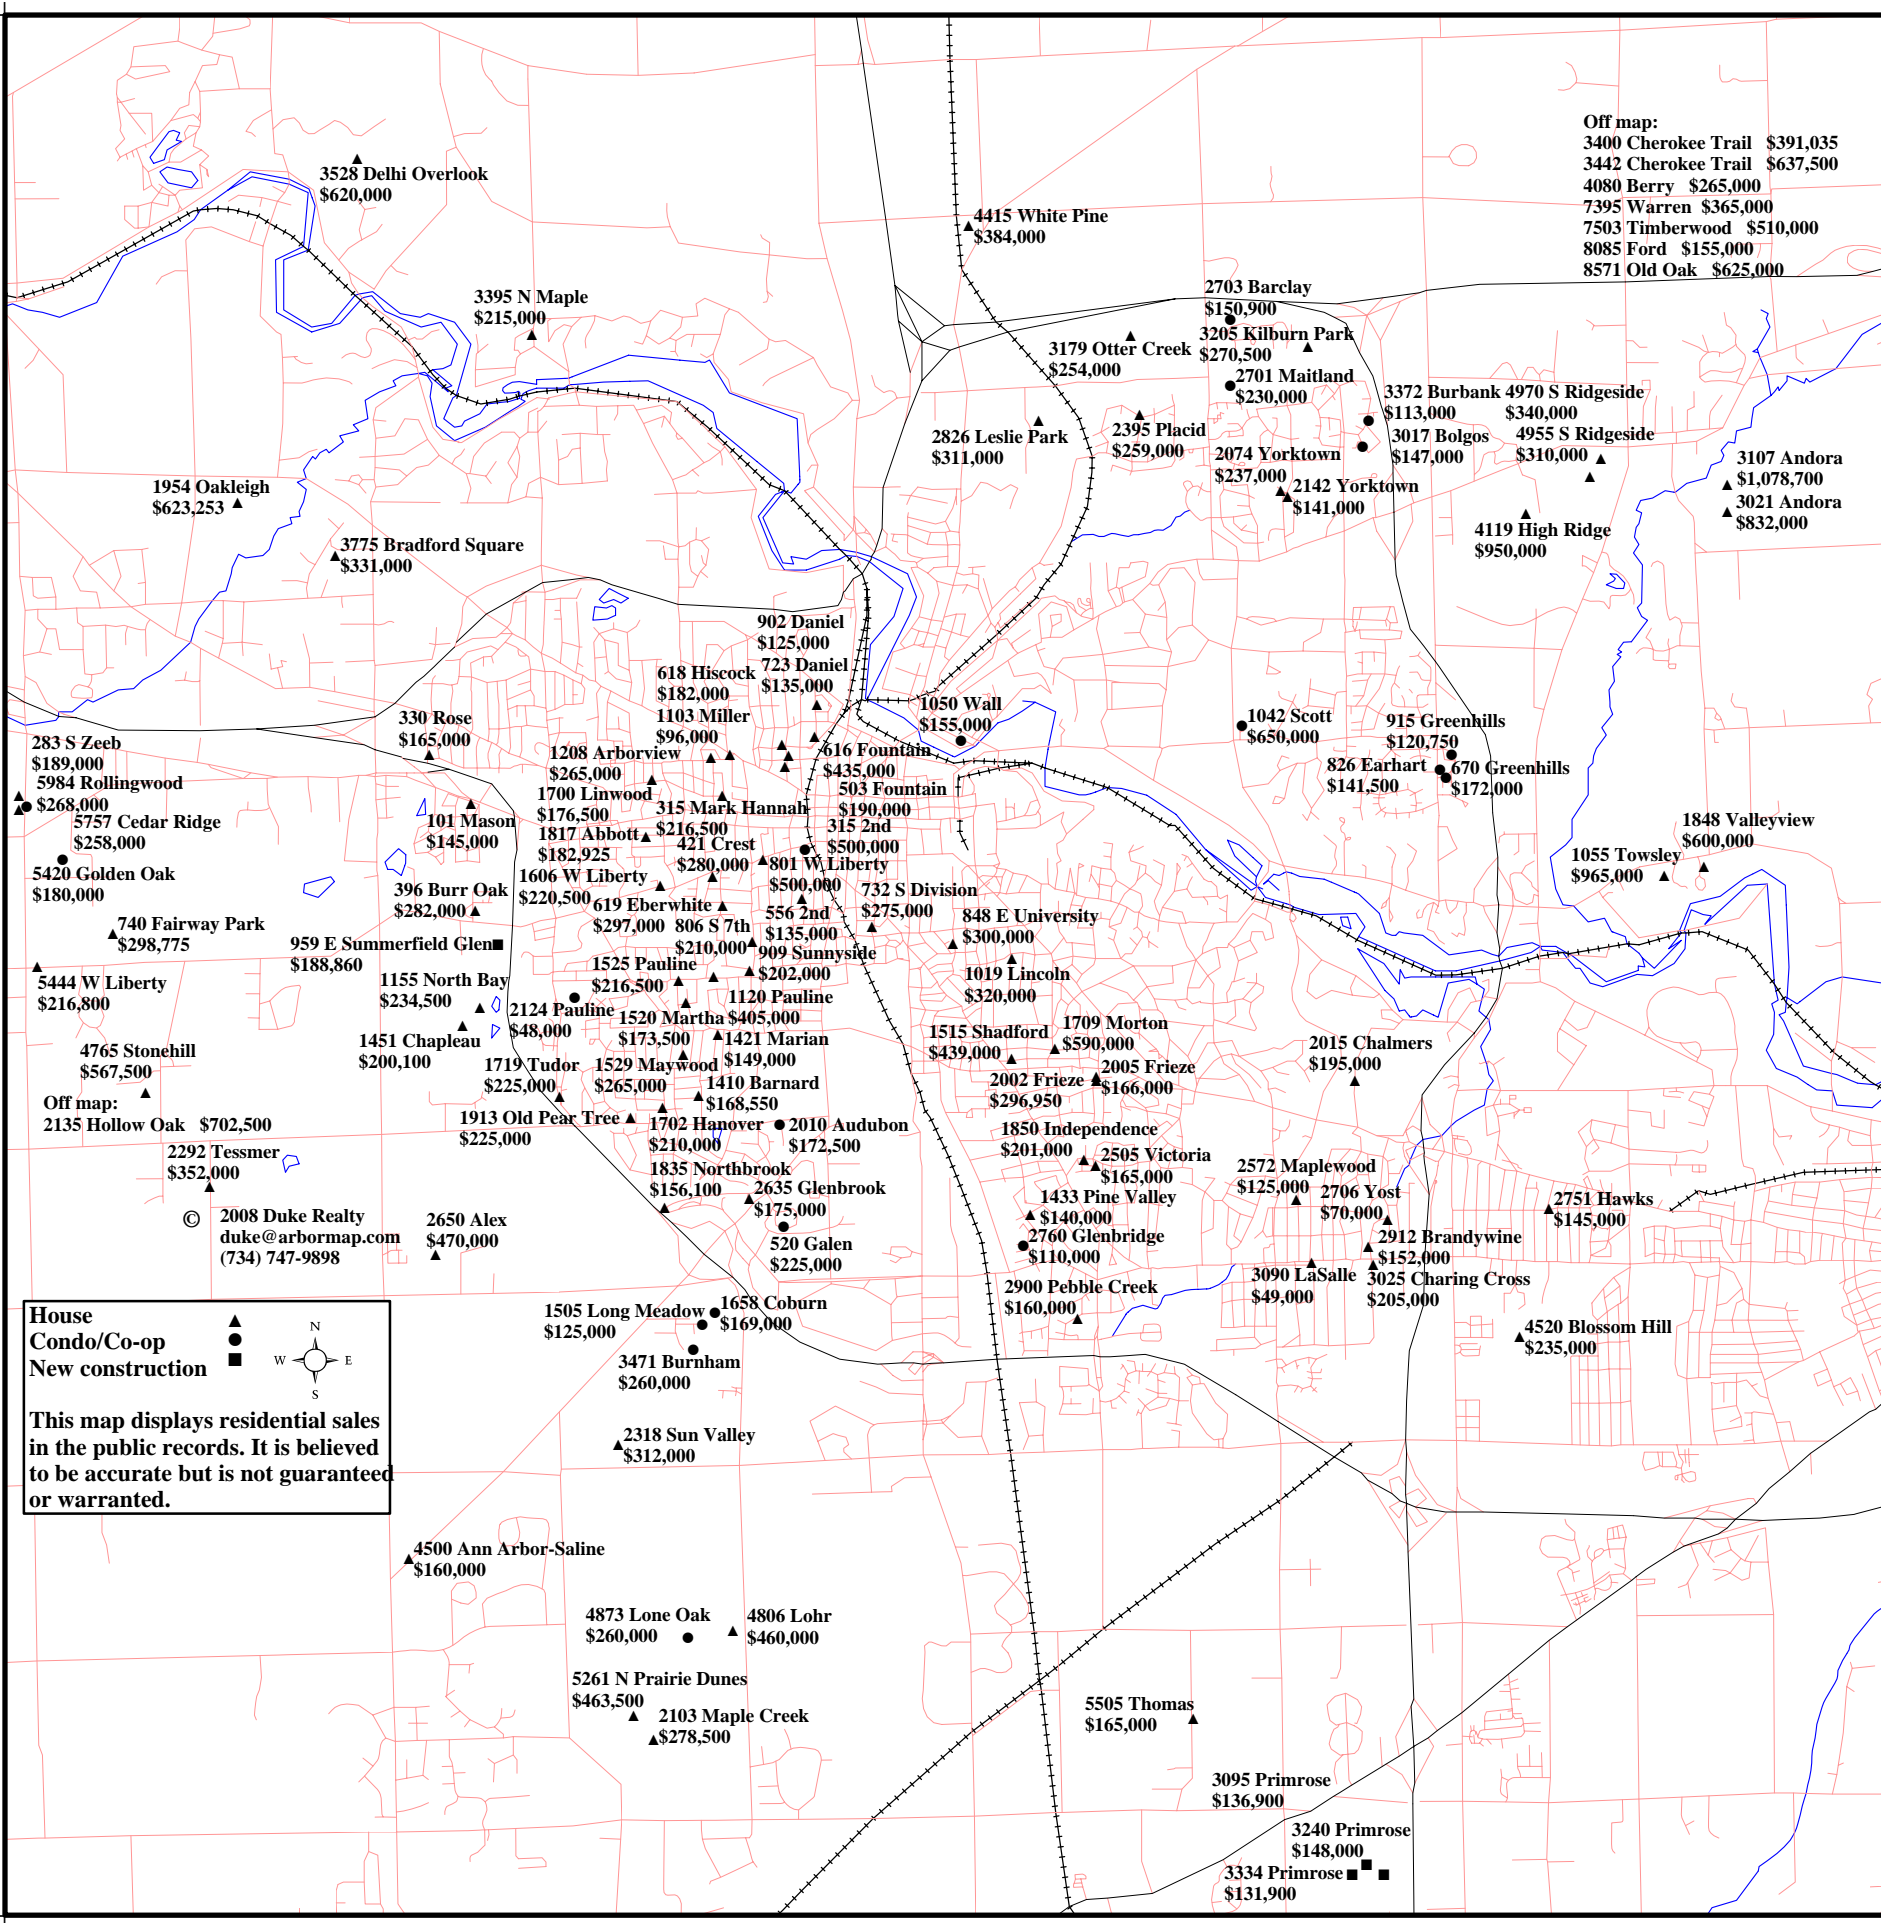 Off map:
3400 Cherokee Trail $391,035
3442 Cherokee Trail $637,500
4080 Berry $265,000
7395 Warren $365,000
7503 Timberwood $510,000
8085 Ford $155,000
8571 Old Oak $625,000
3528 Delhi Overlook
$620,000
4415 White Pine
$384,000
3395 N Maple
$215,000
2703 Barclay
$150,900
3205 Kilburn Park
$270,500
3179 Otter Creek
$254,000
2701 Maitland
$230,000
3372 Burbank
$113,000
4970 S Ridgeside
$340,000
2826 Leslie Park
$311,000
2395 Placid
$259,000
3017 Bolgos
$147,000
4955 S Ridgeside
$310,000
2074 Yorktown
$237,000
2142 Yorktown
$141,000
3107 Andora
$1,078,700
3021 Andora
$832,000
4119 High Ridge
$950,000
1954 Oakleigh
$623,253
3775 Bradford Square
$331,000
902 Daniel
$125,000
723 Daniel
$135,000
618 Hiscock
$182,000
1103 Miller
$96,000
330 Rose
$165,000
1050 Wall
$155,000
1042 Scott
$650,000
915 Greenhills
$120,750
826 Earhart
$141,500
670 Greenhills
$172,000
283 S Zeeb
$189,000
5984 Rollingwood
$268,000
5757 Cedar Ridge
$258,000
5420 Golden Oak
$180,000
1208 Arborview
$265,000
616 Fountain
$435,000
503 Fountain
$190,000
1700 Linwood
$176,500
315 Mark Hannah
$216,500
101 Mason
$145,000
1817 Abbott
$182,925
315 2nd
$500,000
421 Crest
$280,000
801 W Liberty
$500,000
1848 Valleyview
$600,000
1055 Towsley
$965,000
396 Burr Oak
$282,000
1606 W Liberty
$220,500
619 Eberwhite
$297,000
732 S Division
$275,000
556 2nd
$135,000
806 S 7th
$210,000
848 E University
$300,000
740 Fairway Park
$298,775
959 E Summerfield Glen
$188,860
909 Sunnyside
$202,000
5444 W Liberty
$216,800
1155 North Bay
$234,500
1525 Pauline
$216,500
1019 Lincoln
$320,000
1120 Pauline
$405,000
2124 Pauline
$48,000
1520 Martha
$173,500
1451 Chapleau
$200,100
1421 Marian
$149,000
1515 Shadford
$439,000
1709 Morton
$590,000
2015 Chalmers
$195,000
4765 Stonehill
$567,500
1719 Tudor
$225,000
1529 Maywood
$265,000
1410 Barnard
$168,550
2002 Frieze
$296,950
2005 Frieze
$166,000
Off map:
2135 Hollow Oak $702,500
1913 Old Pear Tree
$225,000
1702 Hanover
$210,000
2010 Audubon
$172,500
1850 Independence
$201,000
2505 Victoria
$165,000
2292 Tessmer
$352,000
1835 Northbrook
$156,100
2635 Glenbrook
$175,000
2572 Maplewood
$125,000
2706 Yost
$70,000
1433 Pine Valley
$140,000
2751 Hawks
$145,000
© 2008 Duke Realty
duke@arbormap.com
(734) 747-9898
2650 Alex
$470,000
520 Galen
$225,000
2760 Glenbridge
$110,000
2912 Brandywine
$152,000
3090 LaSalle
$49,000
3025 Charing Cross
$205,000
2900 Pebble Creek
$160,000
1505 Long Meadow
$125,000
1658 Coburn
$169,000
4520 Blossom Hill
$235,000
3471 Burnham
$260,000
House
Condo/Co-op
New construction
N
W E
S
This map displays residential sales
in the public records. It is believed
to be accurate but is not guaranteed
or warranted.
2318 Sun Valley
$312,000
4500 Ann Arbor-Saline
$160,000
4873 Lone Oak
$260,000
4806 Lohr
$460,000
5261 N Prairie Dunes
$463,500
2103 Maple Creek
$278,500
5505 Thomas
$165,000
3095 Primrose
$136,900
3240 Primrose
$148,000
3334 Primrose
$131,900